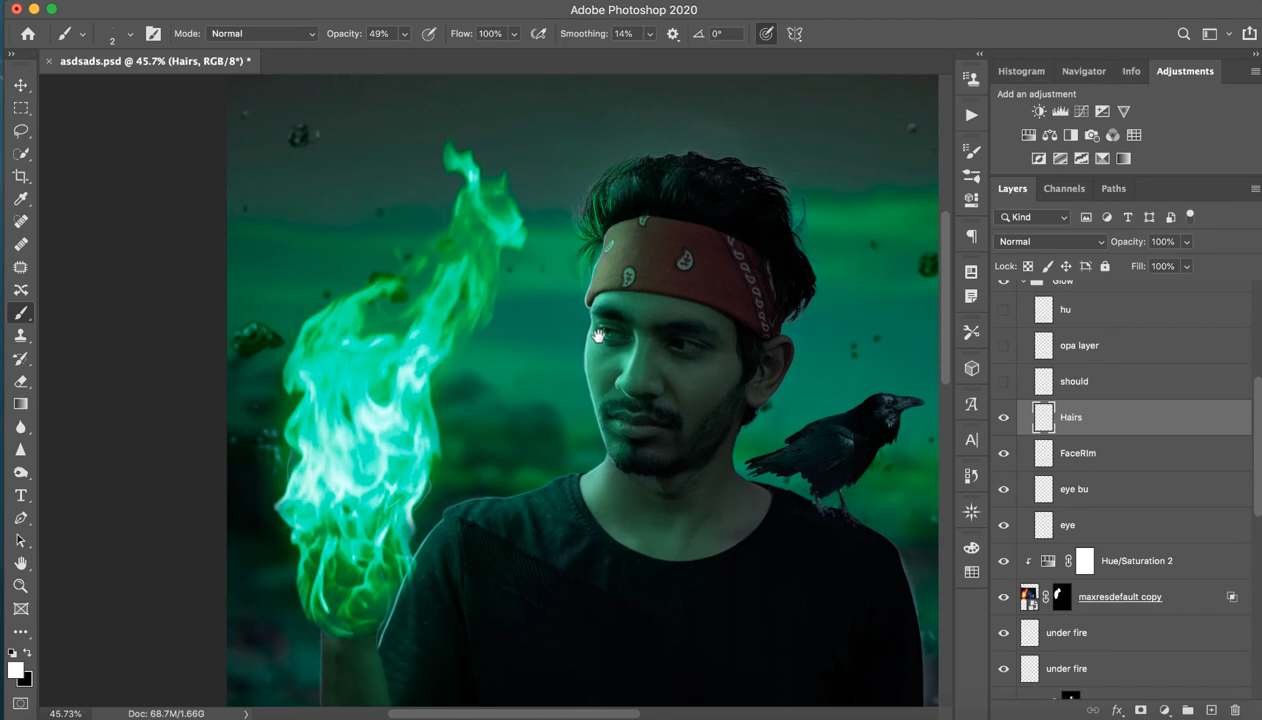 Adobe Photoshop 2020
2 Mode: Normal Opacity: 49% Flow: 100% Smoothing: 14% 0°
asdsads.psd @ 45.7% (Hairs, RGB/8*) *
Histogram Navigator Info Adjustments
Add an adjustment
Layers Channels Paths
Kind
Normal Opacity: 100%
Lock: Fill: 100%
Glow
hu
opa layer
should
Hairs
FaceRIm
eye bu
eye
Hue/Saturation 2
maxresdefault copy
under fire
under fire
45.73% Doc: 68.7M/1.66G